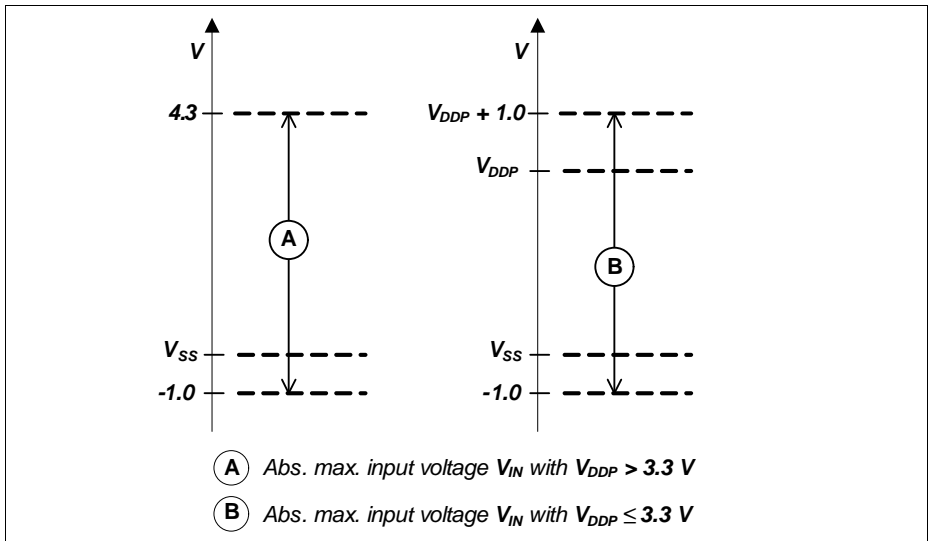 V
4.3
A
V_SS
-1.0
V
V_DDP + 1.0
V_DDP
B
V_SS
-1.0
A Abs. max. input voltage V_IN with V_DDP > 3.3 V
B Abs. max. input voltage V_IN with V_DDP ≤ 3.3 V